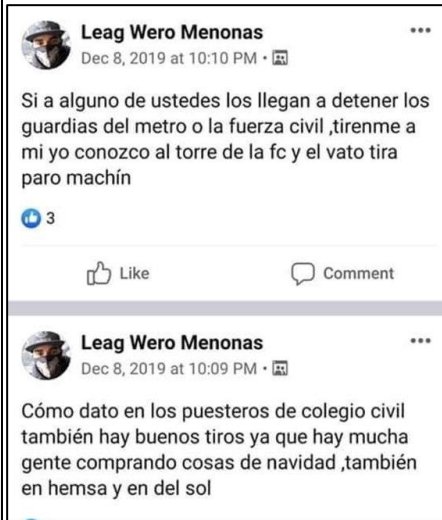 Leag Wero Menonas
Dec 8, 2019 at 10:10 PM
Si a alguno de ustedes los llegan a detener los
guardias del metro o la fuerza civil ,tirenme a
mi yo conozco al torre de la fc y el vato tira
paro machín
3
Like Comment
Leag Wero Menonas
Dec 8, 2019 at 10:09 PM
Cómo dato en los puesteros de colegio civil
también hay buenos tiros ya que hay mucha
gente comprando cosas de navidad ,también
en hemsa y en del sol